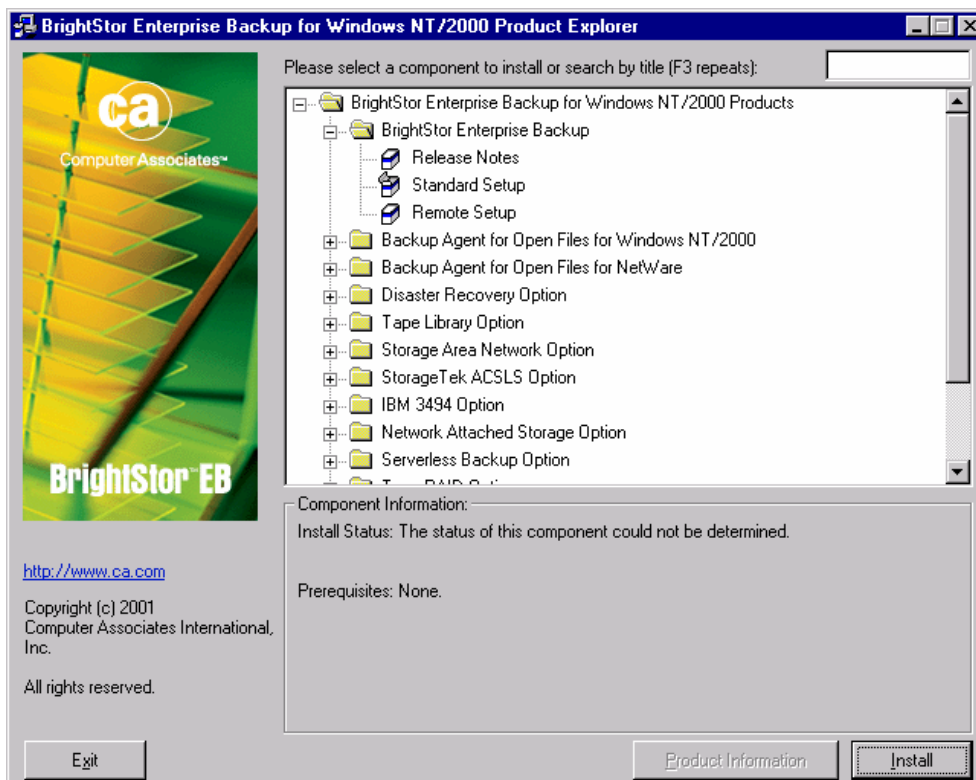 BrightStor Enterprise Backup for Windows NT/2000 Product Explorer
ca
Computer Associates™
BrightStor™ EB
http://www.ca.com
Copyright (c) 2001
Computer Associates International,
Inc.
All rights reserved.
Please select a component to install or search by title (F3 repeats):
BrightStor Enterprise Backup for Windows NT/2000 Products
BrightStor Enterprise Backup
Release Notes
Standard Setup
Remote Setup
Backup Agent for Open Files for Windows NT/2000
Backup Agent for Open Files for NetWare
Disaster Recovery Option
Tape Library Option
Storage Area Network Option
StorageTek ACSLS Option
IBM 3494 Option
Network Attached Storage Option
Serverless Backup Option
Component Information:
Install Status: The status of this component could not be determined.
Prerequisites: None.
Exit
Product Information
Install